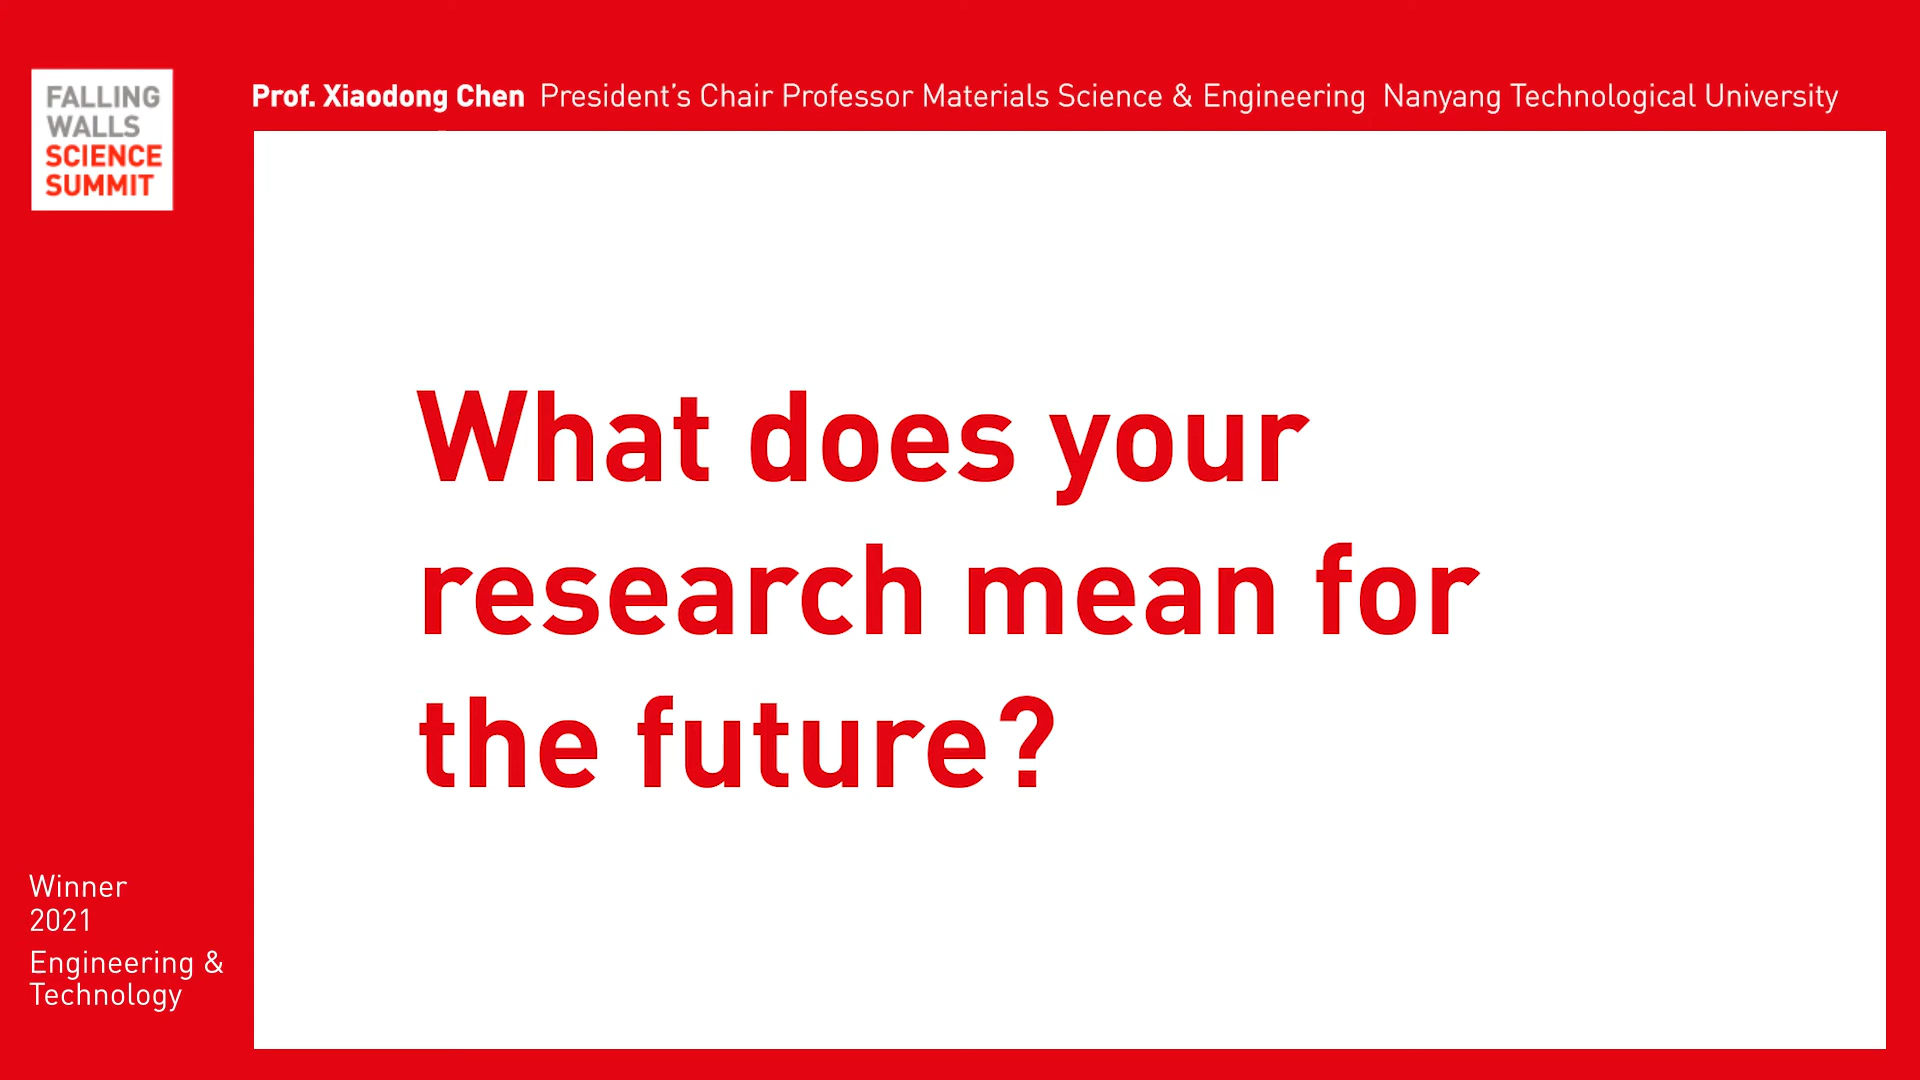 FALLING
WALLS
SCIENCE
SUMMIT
Prof. Xiaodong Chen President’s Chair Professor Materials Science & Engineering Nanyang Technological University
What does your
research mean for
the future?
Winner
2021
Engineering &
Technology